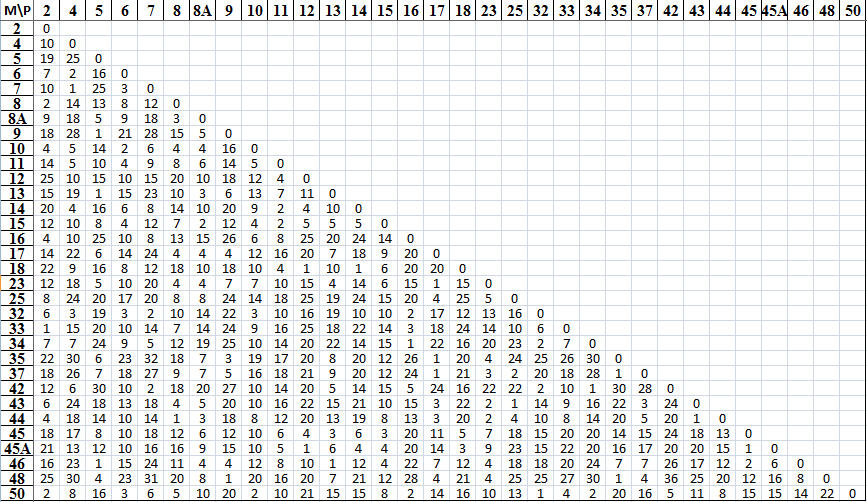 M\P 2 4 5 6 7 8 8A 9 10 11 12 13 14 15 16 17 18 23 25 32 33 34 35 37 42 43 44 45 45A 46 48 50
2 0
4 10 0
5 19 25 0
6 7 2 16 0
7 10 1 25 3 0
8 2 14 13 8 12 0
8A 9 18 5 9 18 3 0
9 18 28 1 21 28 15 5 0
10 4 5 14 2 6 4 4 16 0
11 14 5 10 4 9 8 6 14 5 0
12 25 10 15 10 15 20 10 18 12 4 0
13 15 19 1 15 23 10 3 6 13 7 11 0
14 20 4 16 6 8 14 10 20 9 2 4 10 0
15 12 10 8 4 12 7 2 12 4 2 5 5 5 0
16 4 10 25 10 8 13 15 26 6 8 25 20 24 14 0
17 14 22 6 14 24 4 4 4 12 16 20 7 18 9 20 0
18 22 9 16 8 12 18 10 18 10 4 1 10 1 6 20 20 0
23 12 18 5 10 20 4 4 7 7 10 15 4 14 6 15 1 15 0
25 8 24 20 17 20 8 8 24 14 18 25 19 24 15 20 4 25 5 0
32 6 3 19 3 2 10 14 22 3 10 16 19 10 10 2 17 12 13 16 0
33 1 15 20 10 14 7 14 24 9 16 25 18 22 14 3 18 24 14 10 6 0
34 7 7 24 9 5 12 19 25 10 14 20 22 14 15 1 22 16 20 23 2 7 0
35 22 30 6 23 32 18 7 3 19 17 20 8 20 12 26 1 20 4 24 25 26 30 0
37 18 26 7 18 27 9 7 5 16 18 21 9 20 12 24 1 21 3 2 20 18 28 1 0
42 12 6 30 10 2 18 20 27 10 14 20 5 14 15 5 24 16 22 22 2 10 1 30 28 0
43 6 24 18 13 18 4 5 20 10 16 22 15 21 10 15 3 22 2 1 14 9 16 22 3 24 0
44 4 18 14 10 14 1 3 18 8 12 20 13 19 8 13 3 20 2 4 10 8 14 20 5 20 1 0
45 18 17 8 10 18 12 6 12 10 6 4 3 6 3 20 11 5 7 18 15 20 20 14 15 24 18 13 0
45A 21 13 12 10 16 16 9 15 10 5 1 6 4 4 20 14 3 9 23 15 22 20 16 17 20 20 15 1 0
46 16 23 1 15 24 11 4 4 12 8 10 1 12 4 22 7 12 4 18 18 20 24 7 7 26 17 12 2 6 0
48 25 30 4 23 31 20 8 1 20 16 20 7 21 12 28 4 21 4 25 25 27 30 1 4 36 25 20 12 16 8 0
50 2 8 16 3 6 5 10 20 2 10 21 15 15 8 2 14 16 10 13 1 4 2 20 16 5 11 8 15 15 14 22 0